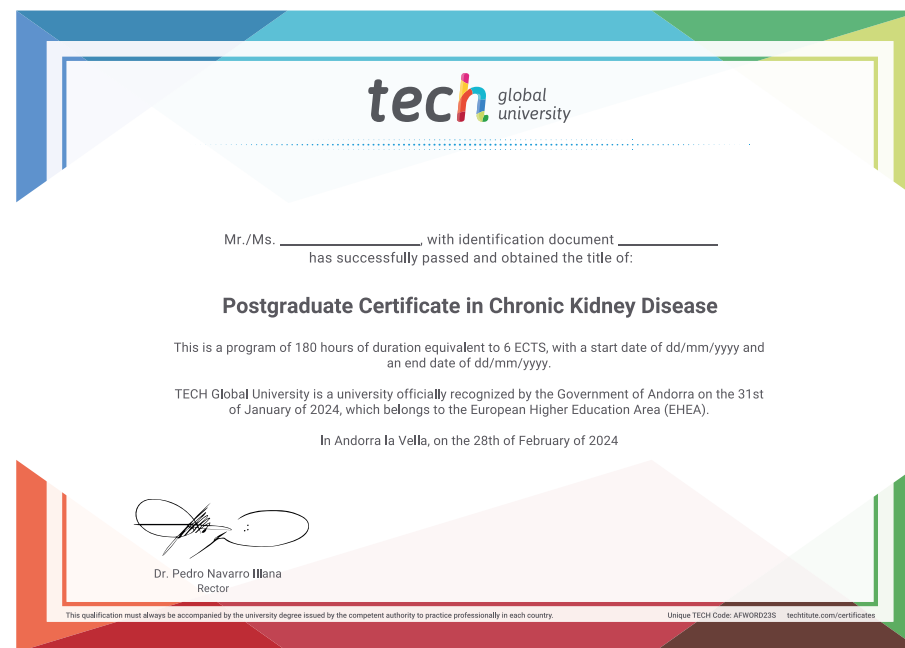 tech global
university
Mr./Ms. ____________________, with identification document ______________
has successfully passed and obtained the title of:
Postgraduate Certificate in Chronic Kidney Disease
This is a program of 180 hours of duration equivalent to 6 ECTS, with a start date of dd/mm/yyyy and
an end date of dd/mm/yyyy.
TECH Global University is a university officially recognized by the Government of Andorra on the 31st
of January of 2024, which belongs to the European Higher Education Area (EHEA).
In Andorra la Vella, on the 28th of February of 2024
Dr. Pedro Navarro Illana
Rector
This qualification must always be accompanied by the university degree issued by the competent authority to practice professionally in each country.
Unique TECH Code: AFWORD23S techtitute.com/certificates